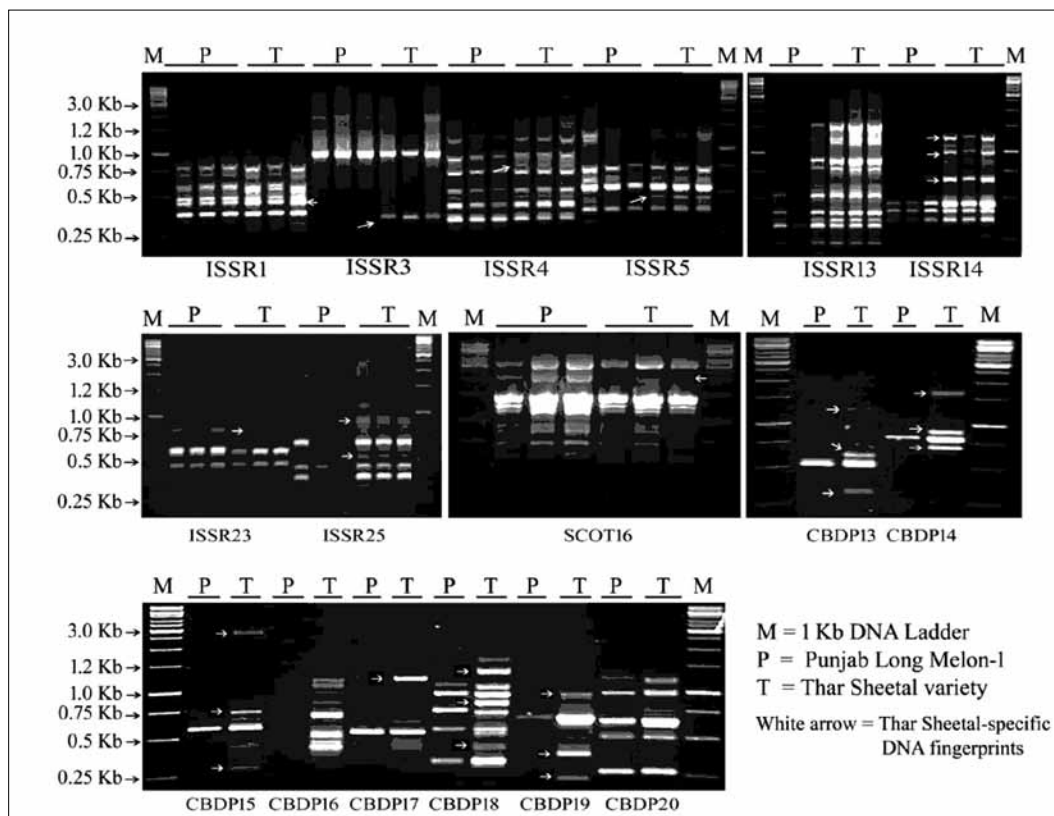 M P T P T P T P T M M P T P T M
3.0 Kb
1.2 Kb
1.0 Kb
0.75 Kb
0.5 Kb
0.25 Kb
ISSR1 ISSR3 ISSR4 ISSR5 ISSR13 ISSR14
M P T P T M M P T M M P T P T M
3.0 Kb
1.2 Kb
1.0 Kb
0.75 Kb
0.5 Kb
0.25 Kb
ISSR23 ISSR25 SCOT16 CBDP13 CBDP14
M P T P T P T P T P T P T M
3.0 Kb
1.2 Kb
1.0 Kb
0.75 Kb
0.5 Kb
0.25 Kb
CBDP15 CBDP16 CBDP17 CBDP18 CBDP19 CBDP20
M = 1 Kb DNA Ladder
P = Punjab Long Melon-1
T = Thar Sheetal variety
White arrow = Thar Sheetal-specific
DNA fingerprints